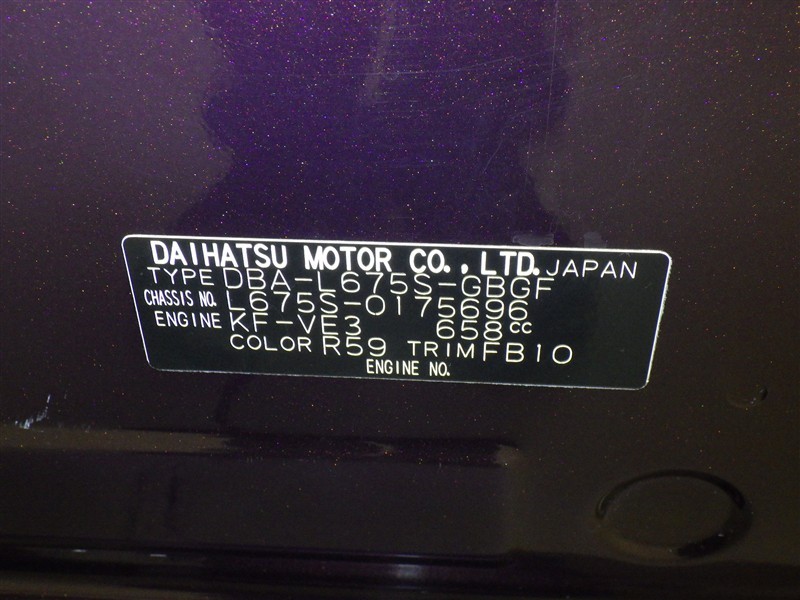 DAIHATSU MOTOR CO., LTD. JAPAN
TYPE DBA-L675S-GBGF
CHASSIS NO. L675S-0175696
ENGINE KF-VE3 658cc
COLOR R59 TRIM FB10
ENGINE NO.